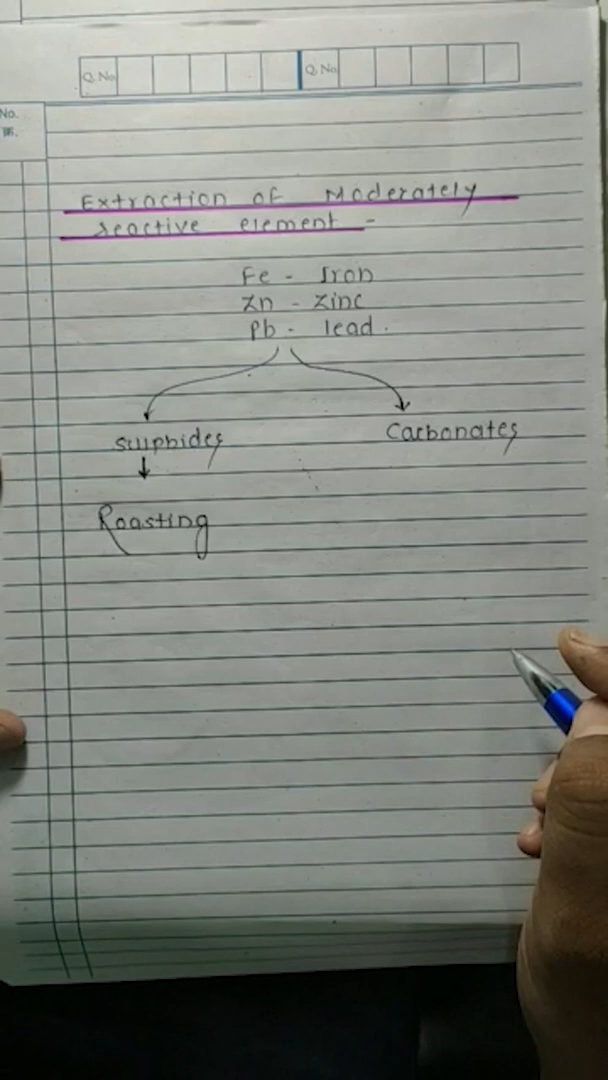 Q. No
Q. No
No.
Extraction of Moderately
reactive element -
Fe - Iron
Zn - Zinc
Pb - lead.
Sulphides
Carbonates
Roasting